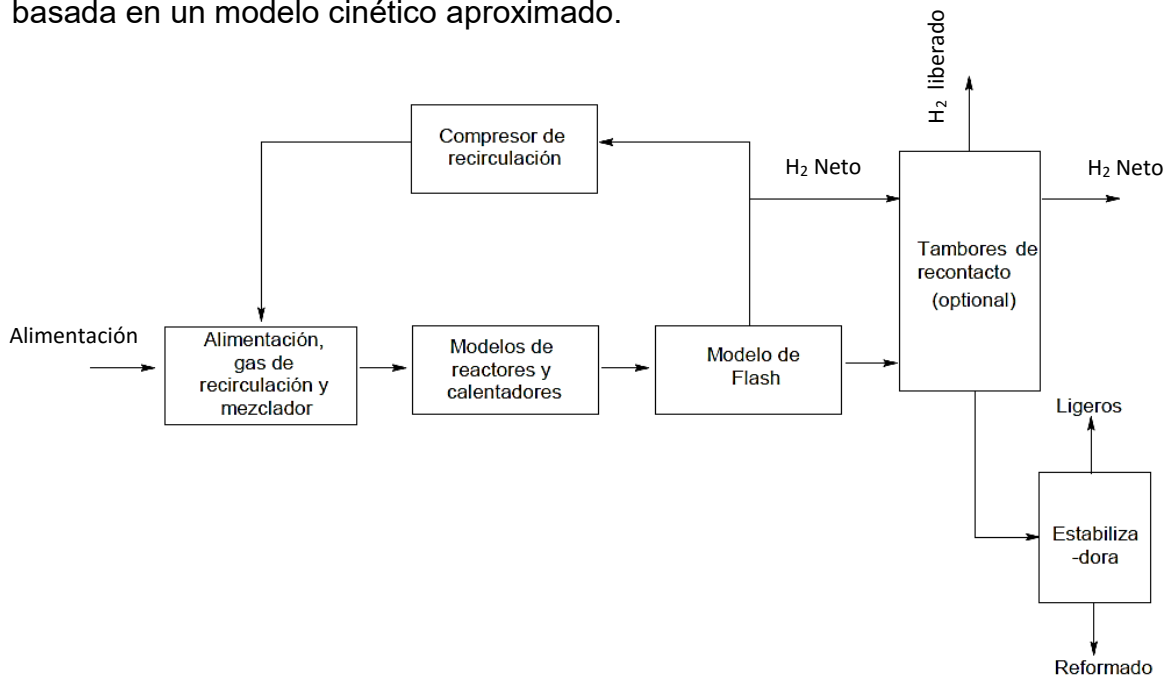 basada en un modelo cinético aproximado.
H₂ liberado
Compresor de
recirculación
H₂ Neto
H₂ Neto
Tambores de
recontacto
(optional)
Alimentación
Alimentación,
gas de
recirculación y
mezclador
Modelos de
reactores y
calentadores
Modelo de
Flash
Ligeros
Estabiliza
-dora
Reformado